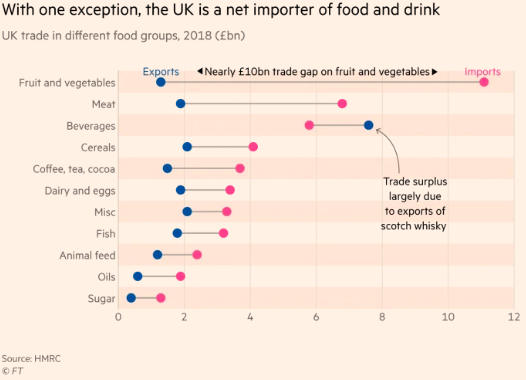 With one exception, the UK is a net importer of food and drink
UK trade in different food groups, 2018 (£bn)
Exports
Nearly £10bn trade gap on fruit and vegetables
Imports
Fruit and vegetables
Meat
Beverages
Cereals
Coffee, tea, cocoa
Dairy and eggs
Misc
Fish
Animal feed
Oils
Sugar
Trade surplus
largely due
to exports of
scotch whisky
0 2 4 6 8 10 12
Source: HMRC
© FT